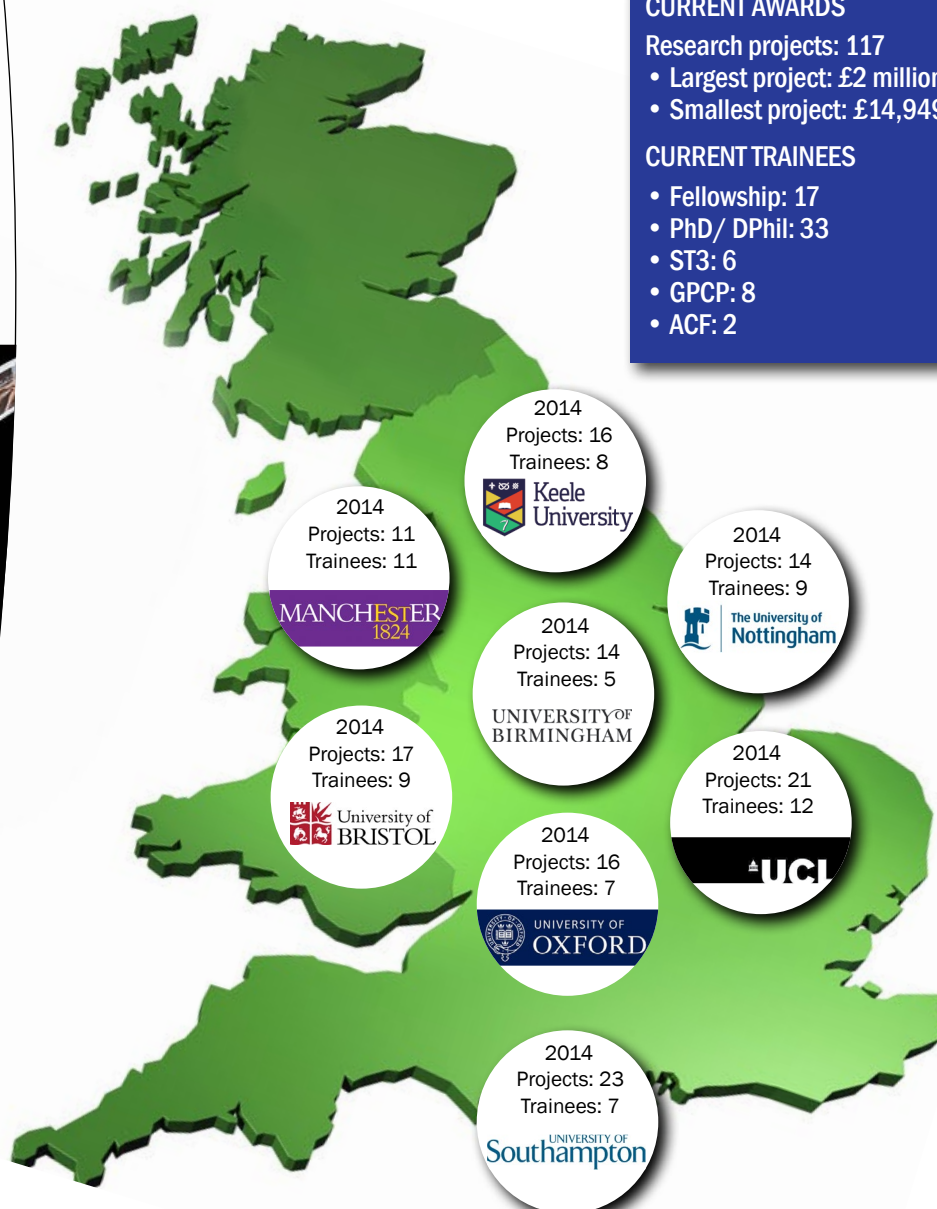 CURRENT AWARDS
Research projects: 117
• Largest project: £2 million
• Smallest project: £14,949
CURRENT TRAINEES
• Fellowship: 17
• PhD/ DPhil: 33
• ST3: 6
• GPCP: 8
• ACF: 2
2014
Projects: 16
Trainees: 8
Keele
University
2014
Projects: 11
Trainees: 11
MANCHESTER
1824
2014
Projects: 14
Trainees: 9
The University of
Nottingham
2014
Projects: 14
Trainees: 5
UNIVERSITY OF
BIRMINGHAM
2014
Projects: 17
Trainees: 9
University of
BRISTOL
2014
Projects: 21
Trainees: 12
UCL
2014
Projects: 16
Trainees: 7
UNIVERSITY OF
OXFORD
2014
Projects: 23
Trainees: 7
UNIVERSITY OF
Southampton